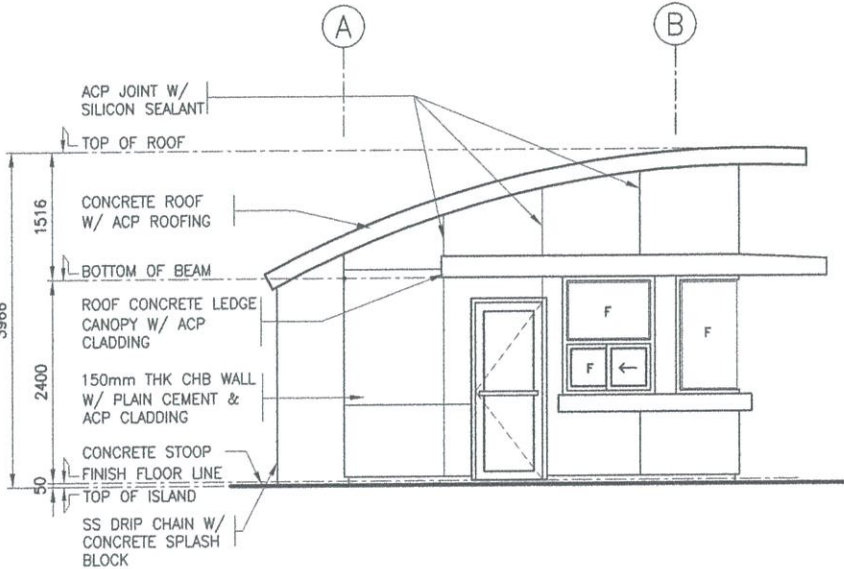 A
B
ACP JOINT W/
SILICON SEALANT
TOP OF ROOF
CONCRETE ROOF
W/ ACP ROOFING
1516
BOTTOM OF BEAM
ROOF CONCRETE LEDGE
CANOPY W/ ACP
CLADDING
3966
2400
150mm THK CHB WALL
W/ PLAIN CEMENT &
ACP CLADDING
CONCRETE STOOP
FINISH FLOOR LINE
50
TOP OF ISLAND
SS DRIP CHAIN W/
CONCRETE SPLASH
BLOCK
F
F
F